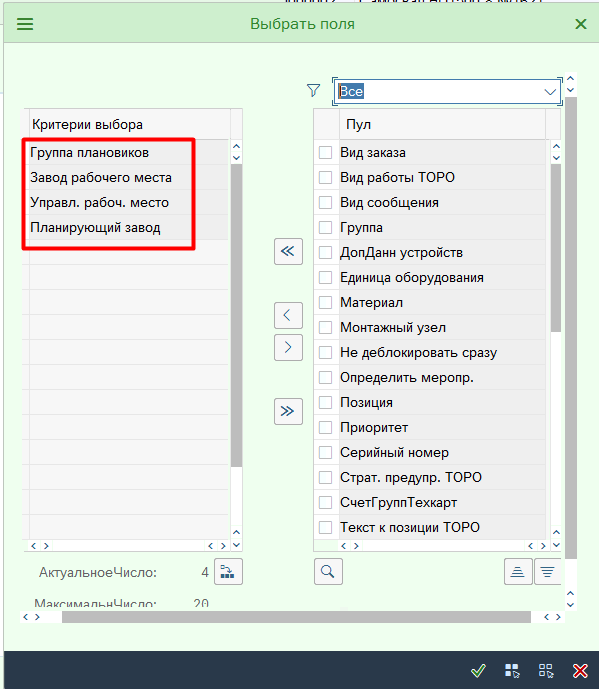 Выбрать поля
Все
Критерии выбора
Группа плановиков
Завод рабочего места
Управл. рабоч. место
Планирующий завод
Пул
Вид заказа
Вид работы ТОРО
Вид сообщения
Группа
ДопДанн устройств
Единица оборудования
Материал
Монтажный узел
Не деблокировать сразу
Определить меропр.
Позиция
Приоритет
Серийный номер
Страт. предупр. ТОРО
СчетГруппТехкарт
Текст к позиции ТОРО
АктуальноеЧисло: 4
МаксимальнЧисло: 20